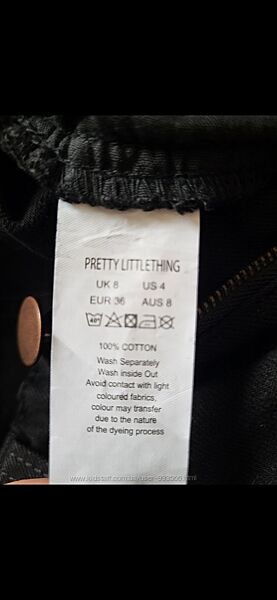 PRETTY LITTLETHING
UK 8 US 4
EUR 36 AUS 8
40°
100% COTTON
Wash Separately
Wash inside Out
Avoid contact with light
coloured fabrics,
colour may transfer
due to the nature
of the dyeing process